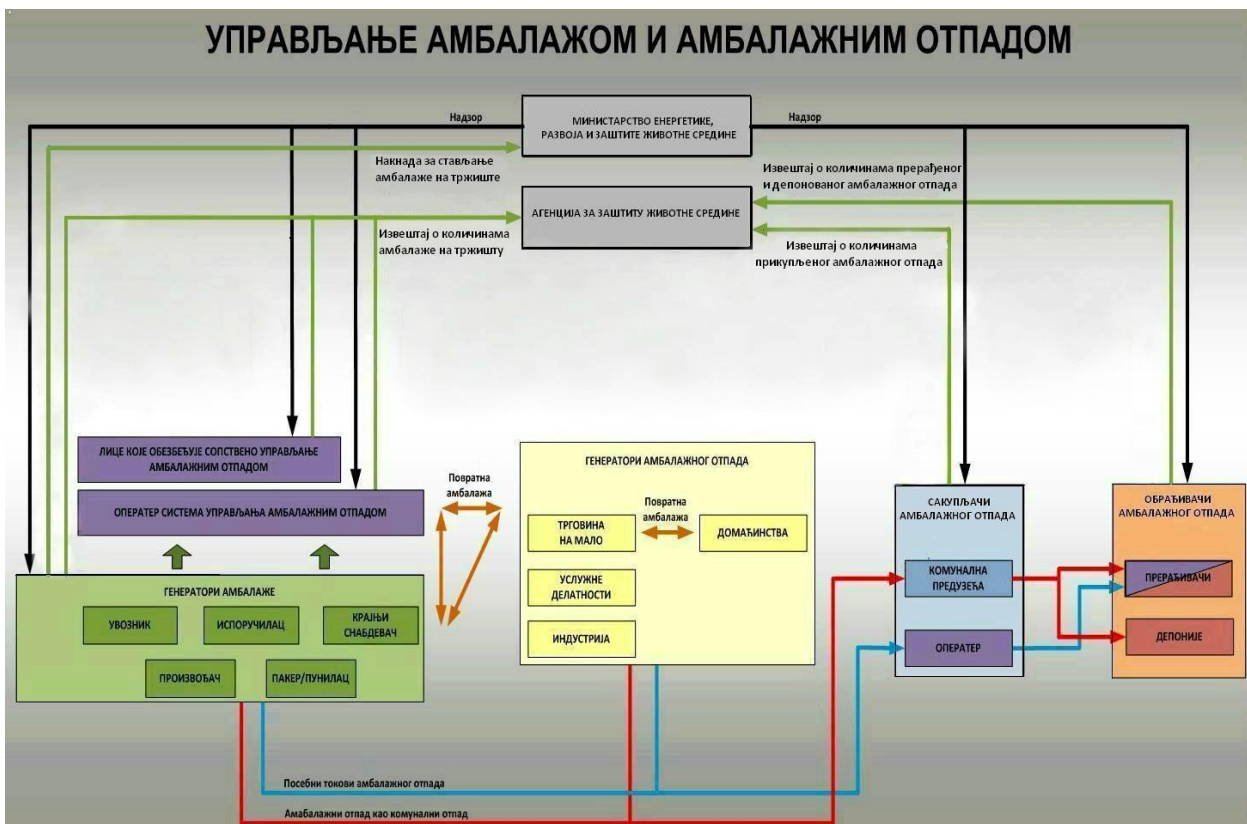 УПРАВЉАЊЕ АМБАЛАЖОМ И АМБАЛАЖНИМ ОТПАДОМ
Надзор
МИНИСТАРСТВО ЕНЕРГЕТИКЕ,
РАЗВОЈА И ЗАШТИТЕ ЖИВОТНЕ СРЕДИНЕ
Надзор
Накнада за стављање
амбалаже на тржиште
Извештај о количинама прерађеног
и депонованог амбалажног отпада
АГЕНЦИЈА ЗА ЗАШТИТУ ЖИВОТНЕ СРЕДИНЕ
Извештај о количинама
амбалаже на тржишту
Извештај о количинама
прикупљеног амбалажног отпада
ЛИЦЕ КОЈЕ ОБЕЗБЕЂУЈЕ СОПСТВЕНО УПРАВЉАЊЕ
АМБАЛАЖНИМ ОТПАДОМ
ОПЕРАТЕР СИСТЕМА УПРАВЉАЊА АМБАЛАЖНИМ ОТПАДОМ
Повратна
амбалажа
ГЕНЕРАТОРИ АМБАЛАЖЕ
УВОЗНИК
ИСПОРУЧИЛАЦ
КРАЈЊИ
СНАБДЕВАЧ
ПРОИЗВОЂАЧ
ПАКЕР/ПУНИЛАЦ
ГЕНЕРАТОРИ АМБАЛАЖНОГ ОТПАДА
ТРГОВИНА
НА МАЛО
Повратна
амбалажа
ДОМАЋИНСТВА
УСЛУЖНЕ
ДЕЛАТНОСТИ
ИНДУСТРИЈА
САКУПЉАЧИ
АМБАЛАЖНОГ ОТПАДА
КОМУНАЛНА
ПРЕДУЗЕЋА
ОПЕРАТЕР
ОБРАЂИВАЧИ
АМБАЛАЖНОГ ОТПАДА
ПРЕРАЂИВАЧИ
ДЕПОНИЈЕ
Посебни токови амбалажног отпада
Амабалажни отпад као комунални отпад